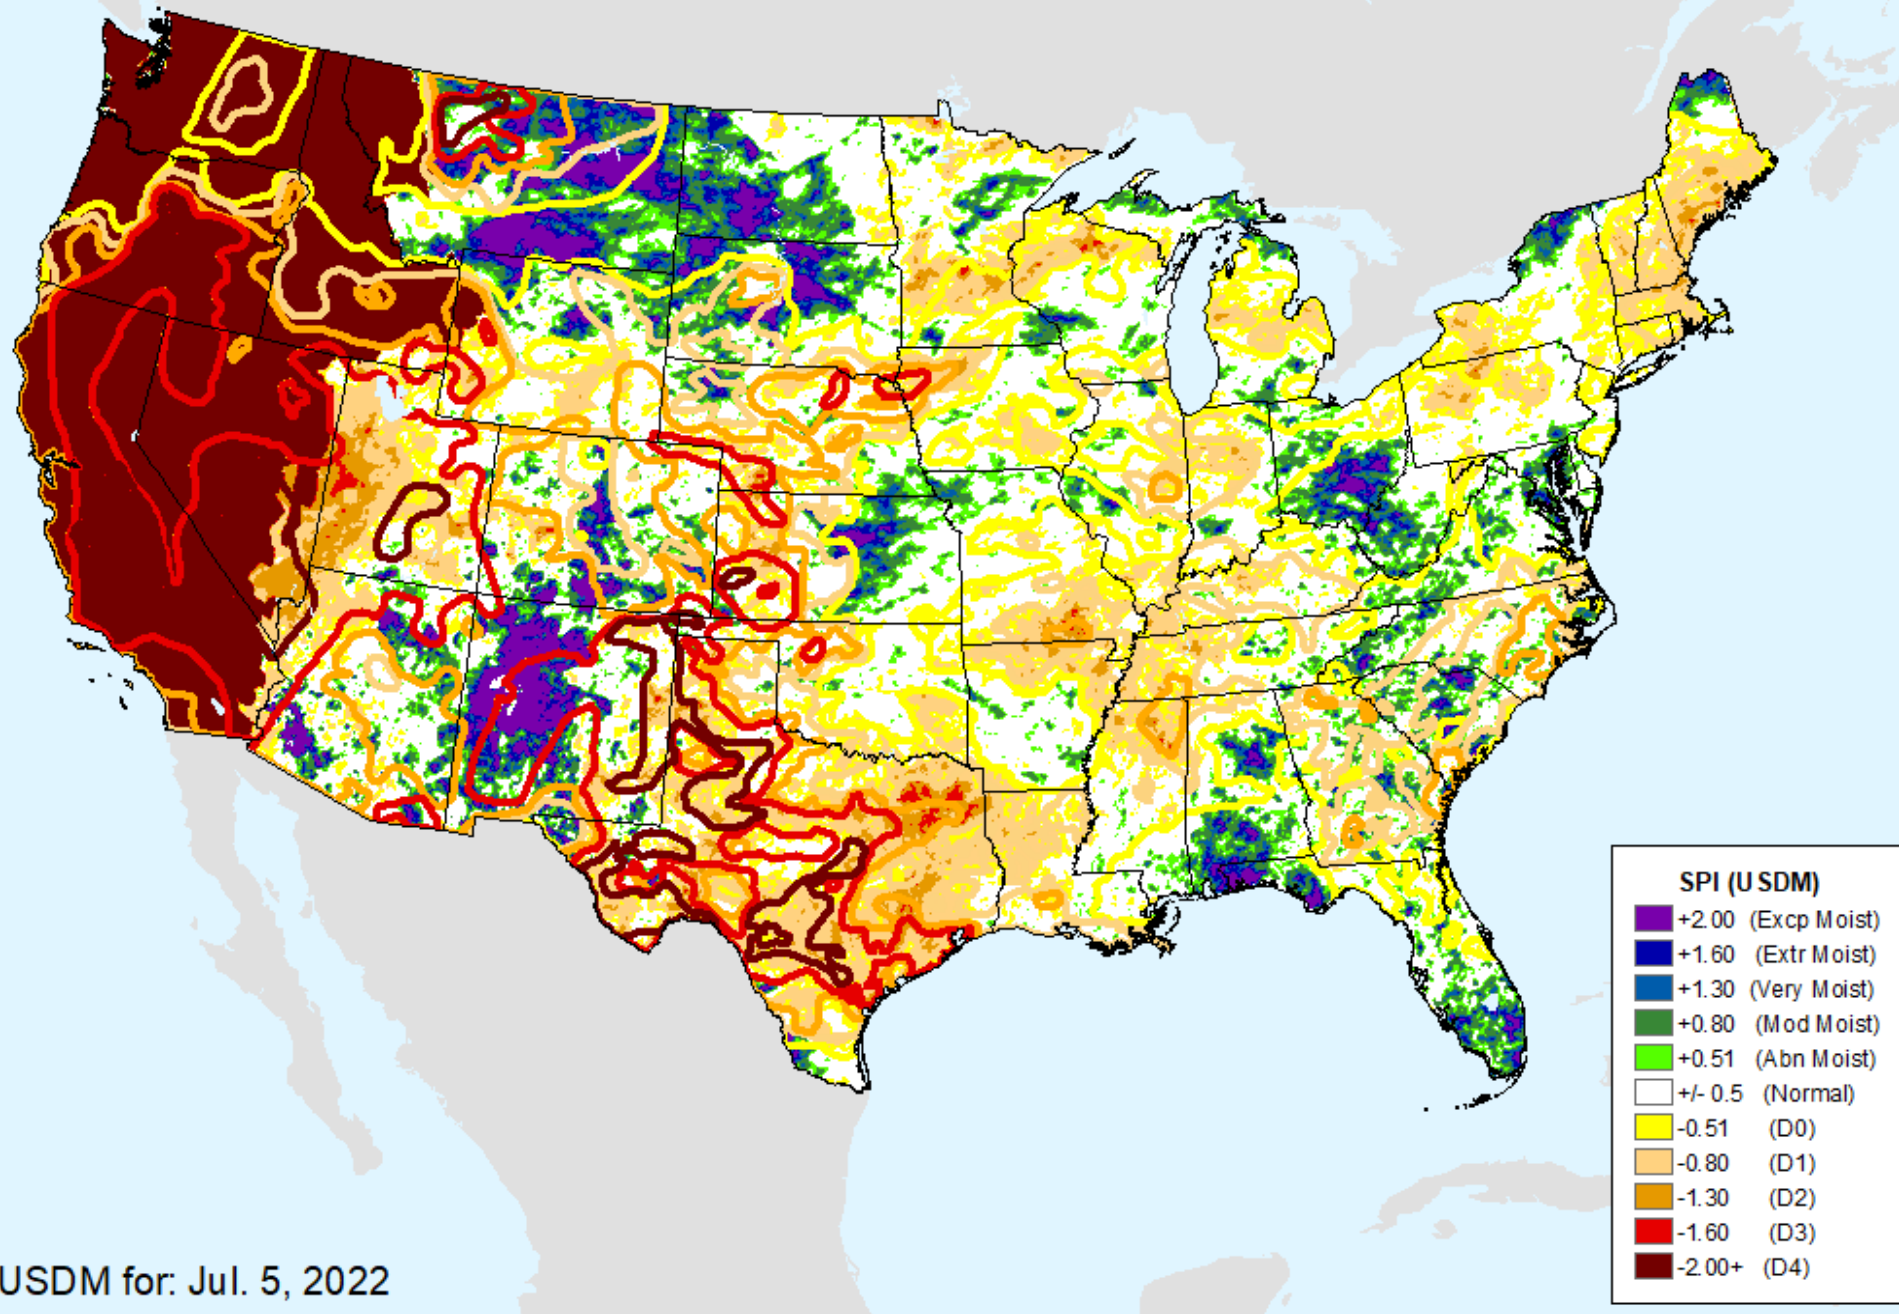 SPI (USDM)
+2.00 (Excp Moist)
+1.60 (Extr Moist)
+1.30 (Very Moist)
+0.80 (Mod Moist)
+0.51 (Abn Moist)
+/- 0.5 (Normal)
-0.51 (D0)
-0.80 (D1)
-1.30 (D2)
-1.60 (D3)
-2.00+ (D4)
USDM for: Jul. 5, 2022